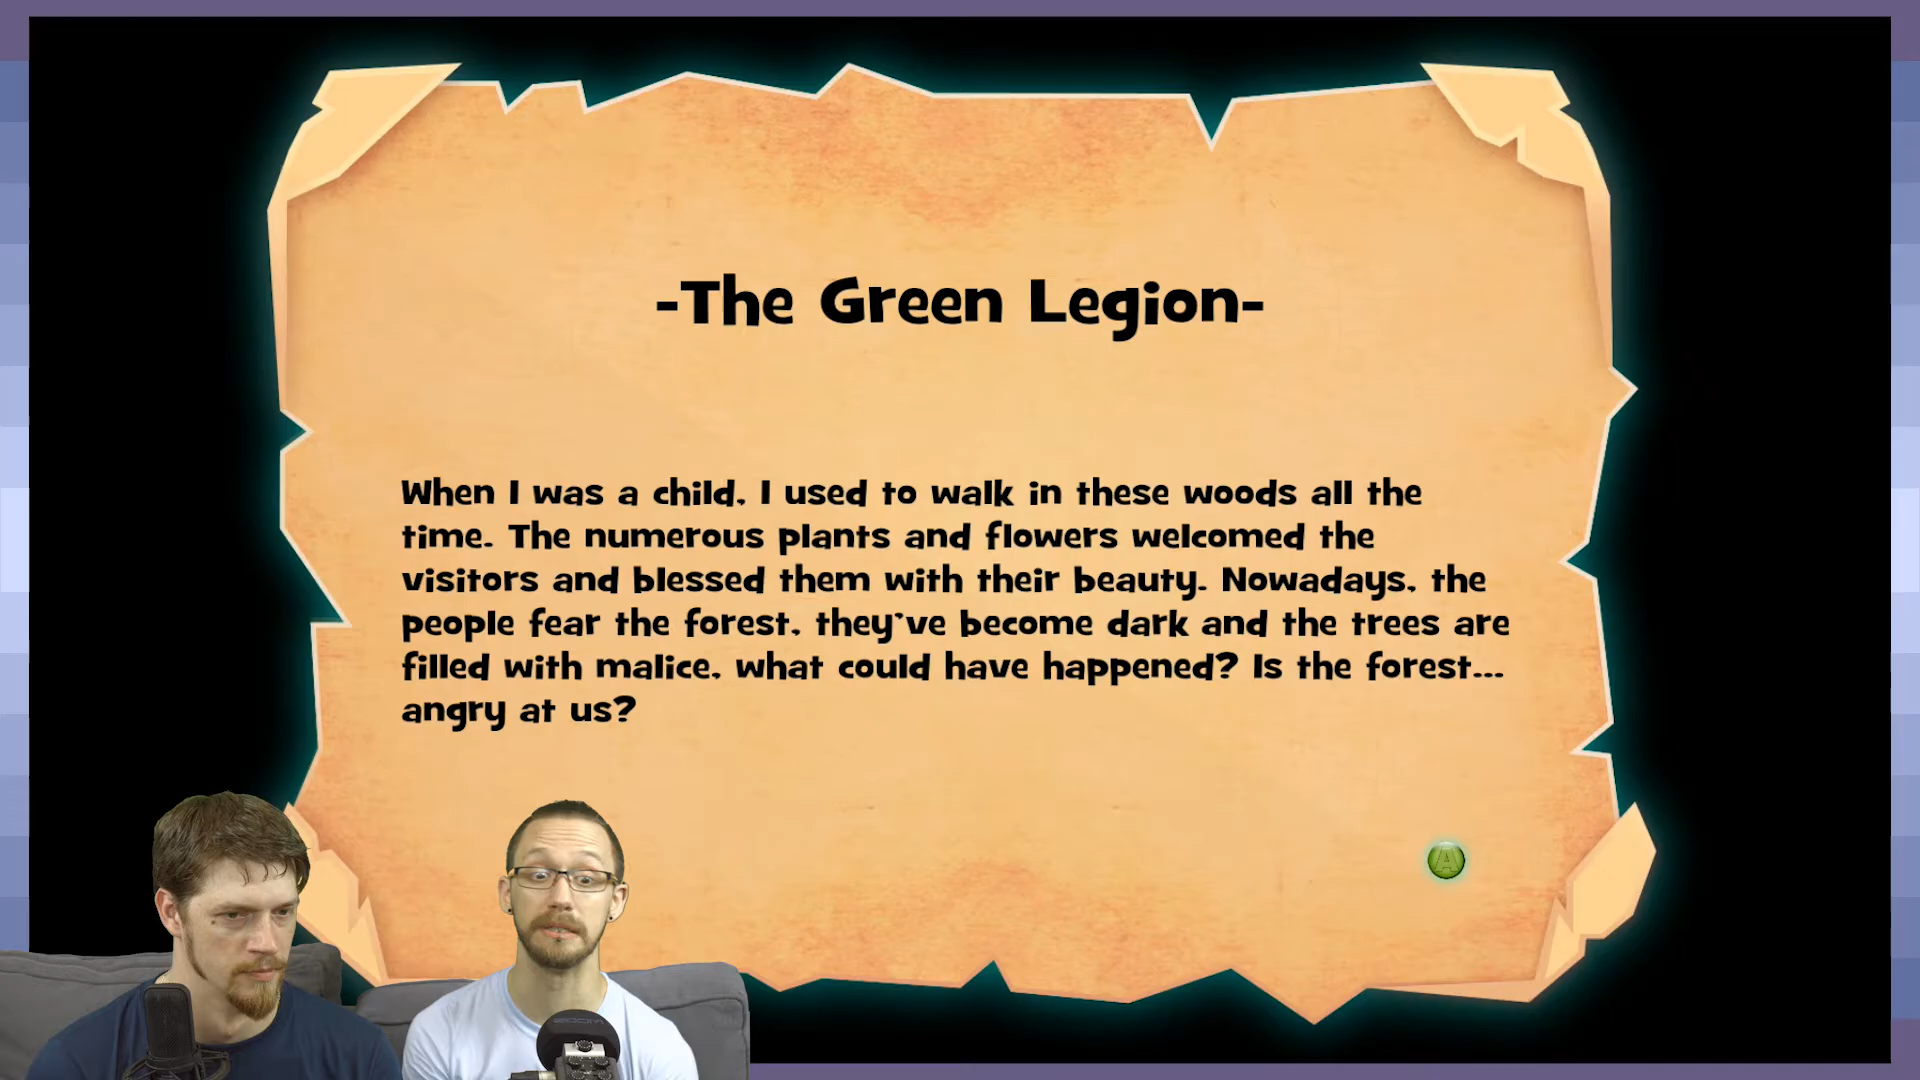 -The Green Legion-
When I was a child, I used to walk in these woods all the
time. The numerous plants and flowers welcomed the
visitors and blessed them with their beauty. Nowadays, the
people fear the forest, they've become dark and the trees are
filled with malice, what could have happened? Is the forest...
angry at us?
A
zoom